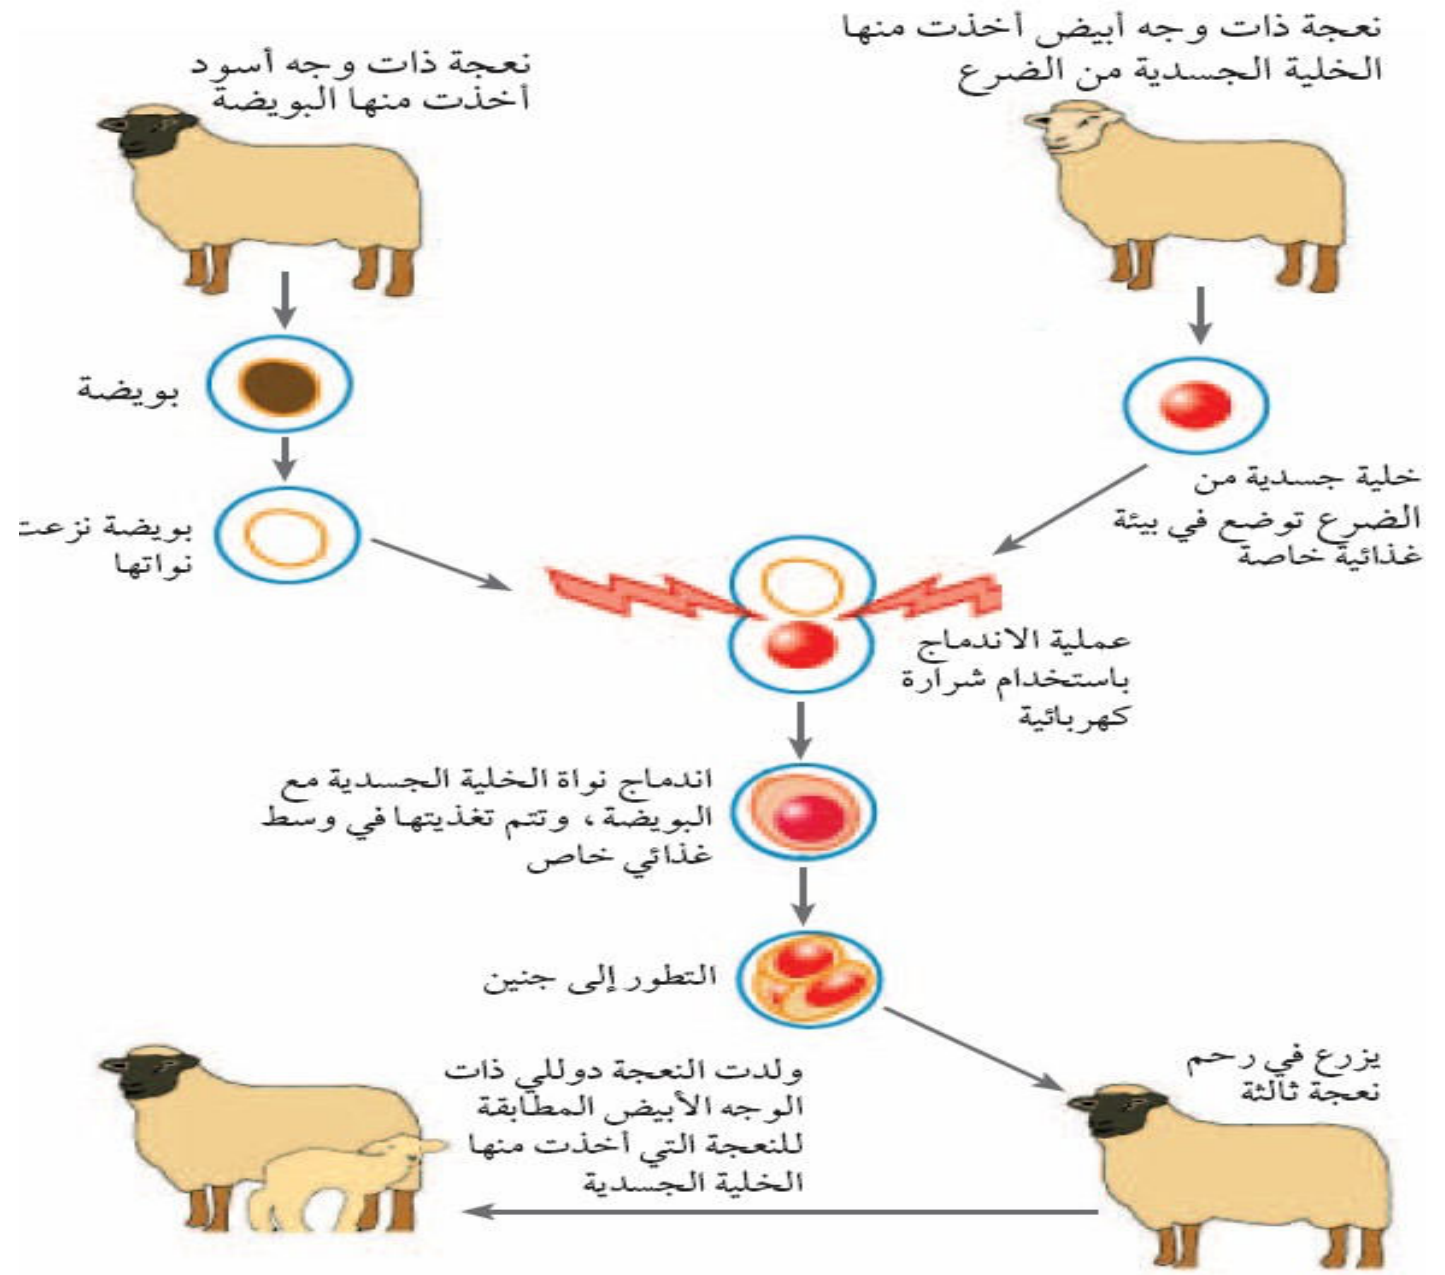 نعجة ذات وجه أبيض أخذت منها
الخلية الجسدية من الضرع
نعجة ذات وجه أسود
أخذت منها البويضة
بويضة
خلية جسدية من
الضرع توضع في بيئة
غذائية خاصة
بويضة نزعت
نواتها
عملية الاندماج
باستخدام شرارة
كهربائية
اندماج نواة الخلية الجسدية مع
البويضة، وتتم تغذيتها في وسط
غذائي خاص
التطور إلى جنين
يزرع في رحم
نعجة ثالثة
ولدت النعجة دوللي ذات
الوجه الأبيض المطابقة
للنعجة التي أخذت منها
الخلية الجسدية